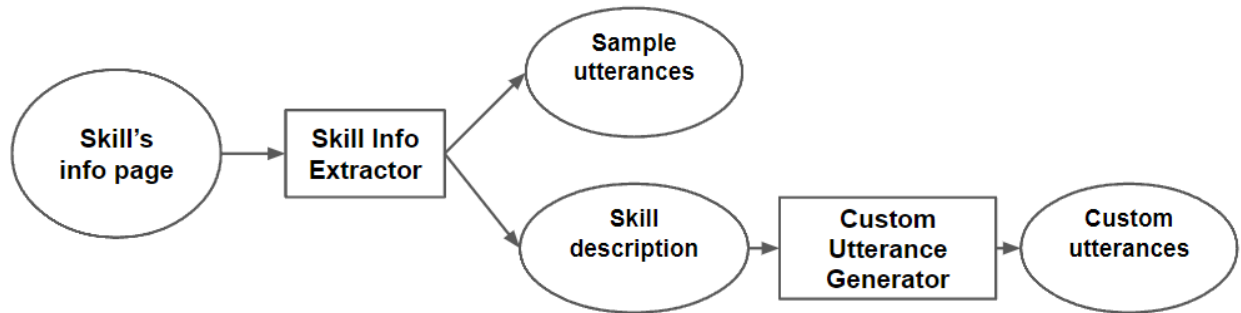 Skill’s
info page
Skill Info
Extractor
Sample
utterances
Skill
description
Custom
Utterance
Generator
Custom
utterances